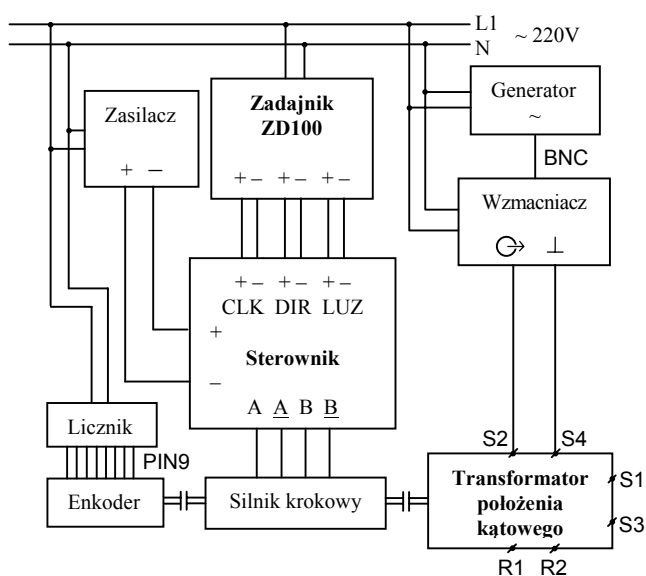 L1
N ~ 220V
Zasilacz
+ −
Zadajnik
ZD100
+ − + − + −
Generator
~
BNC
Wzmacniacz
⊥
+ − + − + −
CLK DIR LUZ
+
Sterownik
−
A A B B
Licznik
PIN9
Enkoder
Silnik krokowy
S2 S4
Transformator
położenia
kątowego
S1
S3
R1 R2